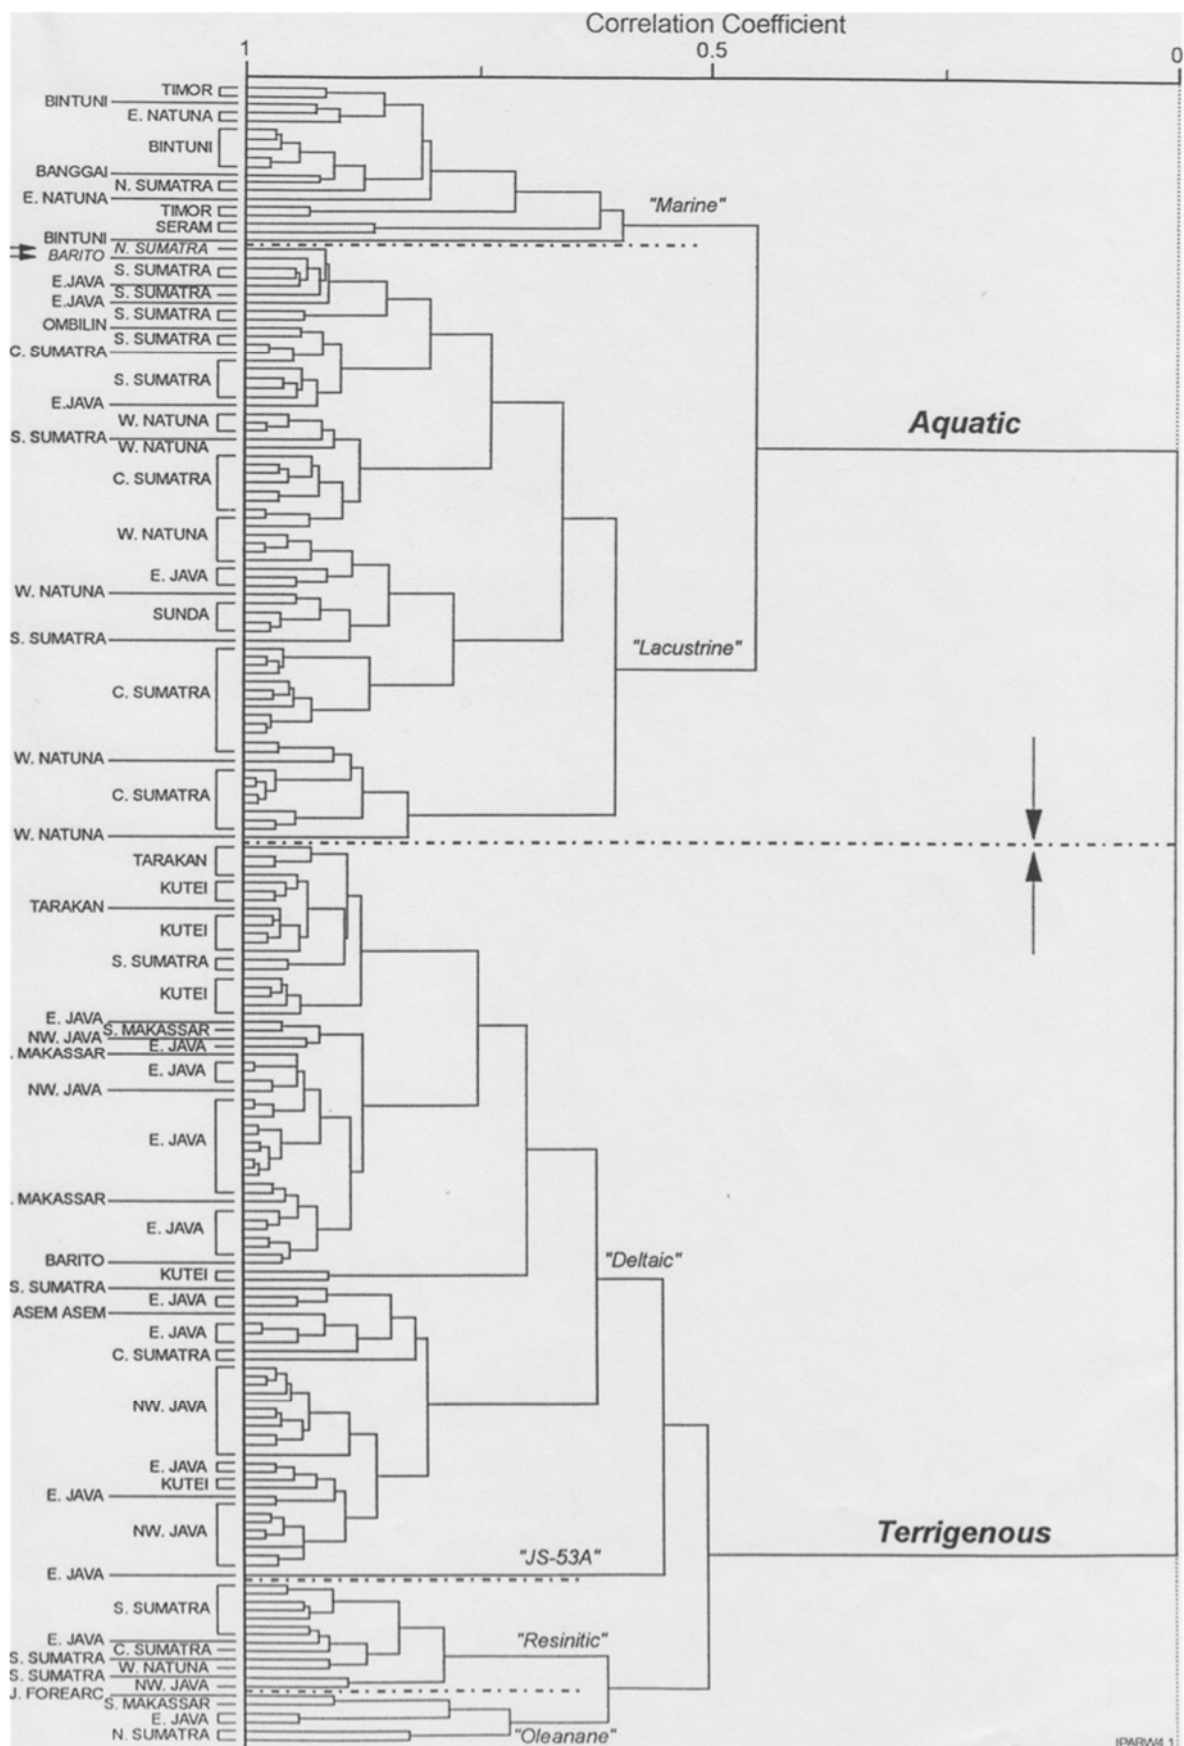 Correlation Coefficient
1
0.5
0
TIMOR
BINTUNI
E. NATUNA
BINTUNI
BANGGAI
N. SUMATRA
E. NATUNA
TIMOR
"Marine"
SERAM
BINTUNI
N. SUMATRA
BARITO
S. SUMATRA
E.JAVA
S. SUMATRA
E.JAVA
S. SUMATRA
OMBILIN
S. SUMATRA
C. SUMATRA
S. SUMATRA
E.JAVA
W. NATUNA
Aquatic
S. SUMATRA
W. NATUNA
C. SUMATRA
W. NATUNA
E. JAVA
W. NATUNA
SUNDA
S. SUMATRA
"Lacustrine"
C. SUMATRA
W. NATUNA
C. SUMATRA
W. NATUNA
TARAKAN
KUTEI
TARAKAN
KUTEI
S. SUMATRA
KUTEI
E. JAVA
S. MAKASSAR
NW. JAVA
E. JAVA
. MAKASSAR
E. JAVA
NW. JAVA
E. JAVA
. MAKASSAR
E. JAVA
BARITO
"Deltaic"
KUTEI
S. SUMATRA
E. JAVA
ASEM ASEM
E. JAVA
C. SUMATRA
NW. JAVA
E. JAVA
KUTEI
E. JAVA
NW. JAVA
Terrigenous
"JS-53A"
E. JAVA
S. SUMATRA
E. JAVA
"Resinitic"
C. SUMATRA
S. SUMATRA
W. NATUNA
S. SUMATRA
NW. JAVA
J. FOREARC
S. MAKASSAR
E. JAVA
N. SUMATRA
"Oleanane"